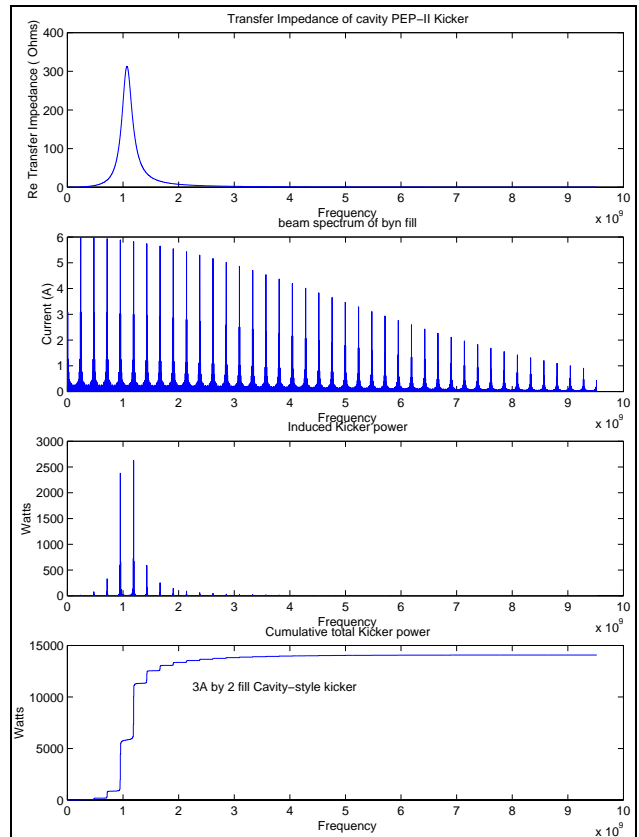 Transfer Impedance of cavity PEP-II Kicker
Re Transfer Impedance ( Ohms)
400
300
200
100
0
0 1 2 3 4 5 6 7 8 9 10
Frequency
x 10^9
beam spectrum of byn fill
Current (A)
6
5
4
3
2
1
0
0 1 2 3 4 5 6 7 8 9 10
Frequency
x 10^9
Induced Kicker power
Watts
3000
2500
2000
1500
1000
500
0
0 1 2 3 4 5 6 7 8 9 10
Frequency
x 10^9
Cumulative total Kicker power
Watts
15000
10000
5000
0
3A by 2 fill Cavity-style kicker
0 1 2 3 4 5 6 7 8 9 10
Frequency
x 10^9